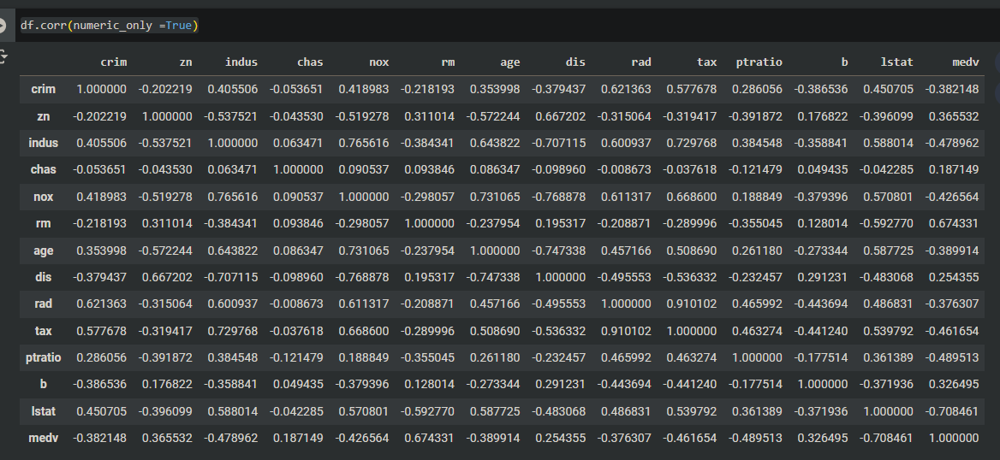 df.corr(numeric_only =True)
crim zn indus chas nox rm age dis rad tax ptratio b lstat medv
crim 1.000000 -0.202219 0.405506 -0.053651 0.418983 -0.218193 0.353998 -0.379437 0.621363 0.577678 0.286056 -0.386536 0.450705 -0.382148
zn -0.202219 1.000000 -0.537521 -0.043530 -0.519278 0.311014 -0.572244 0.667202 -0.315064 -0.319417 -0.391872 0.176822 -0.396099 0.365532
indus 0.405506 -0.537521 1.000000 0.063471 0.765616 -0.384341 0.643822 -0.707115 0.600937 0.729768 0.384548 -0.358841 0.588014 -0.478962
chas -0.053651 -0.043530 0.063471 1.000000 0.090537 0.093846 0.086347 -0.098960 -0.008673 -0.037618 -0.121479 0.049435 -0.042285 0.187149
nox 0.418983 -0.519278 0.765616 0.090537 1.000000 -0.298057 0.731065 -0.768878 0.611317 0.668600 0.188849 -0.379396 0.570801 -0.426564
rm -0.218193 0.311014 -0.384341 0.093846 -0.298057 1.000000 -0.237954 0.195317 -0.208871 -0.289996 -0.355045 0.128014 -0.592770 0.674331
age 0.353998 -0.572244 0.643822 0.086347 0.731065 -0.237954 1.000000 -0.747338 0.457166 0.508690 0.261180 -0.273344 0.587725 -0.389914
dis -0.379437 0.667202 -0.707115 -0.098960 -0.768878 0.195317 -0.747338 1.000000 -0.495553 -0.536332 -0.232457 0.291231 -0.483068 0.254355
rad 0.621363 -0.315064 0.600937 -0.008673 0.611317 -0.208871 0.457166 -0.495553 1.000000 0.910102 0.465992 -0.443694 0.486831 -0.376307
tax 0.577678 -0.319417 0.729768 -0.037618 0.668600 -0.289996 0.508690 -0.536332 0.910102 1.000000 0.463274 -0.441240 0.539792 -0.461654
ptratio 0.286056 -0.391872 0.384548 -0.121479 0.188849 -0.355045 0.261180 -0.232457 0.465992 0.463274 1.000000 -0.177514 0.361389 -0.489513
b -0.386536 0.176822 -0.358841 0.049435 -0.379396 0.128014 -0.273344 0.291231 -0.443694 -0.441240 -0.177514 1.000000 -0.371936 0.326495
lstat 0.450705 -0.396099 0.588014 -0.042285 0.570801 -0.592770 0.587725 -0.483068 0.486831 0.539792 0.361389 -0.371936 1.000000 -0.708461
medv -0.382148 0.365532 -0.478962 0.187149 -0.426564 0.674331 -0.389914 0.254355 -0.376307 -0.461654 -0.489513 0.326495 -0.708461 1.000000